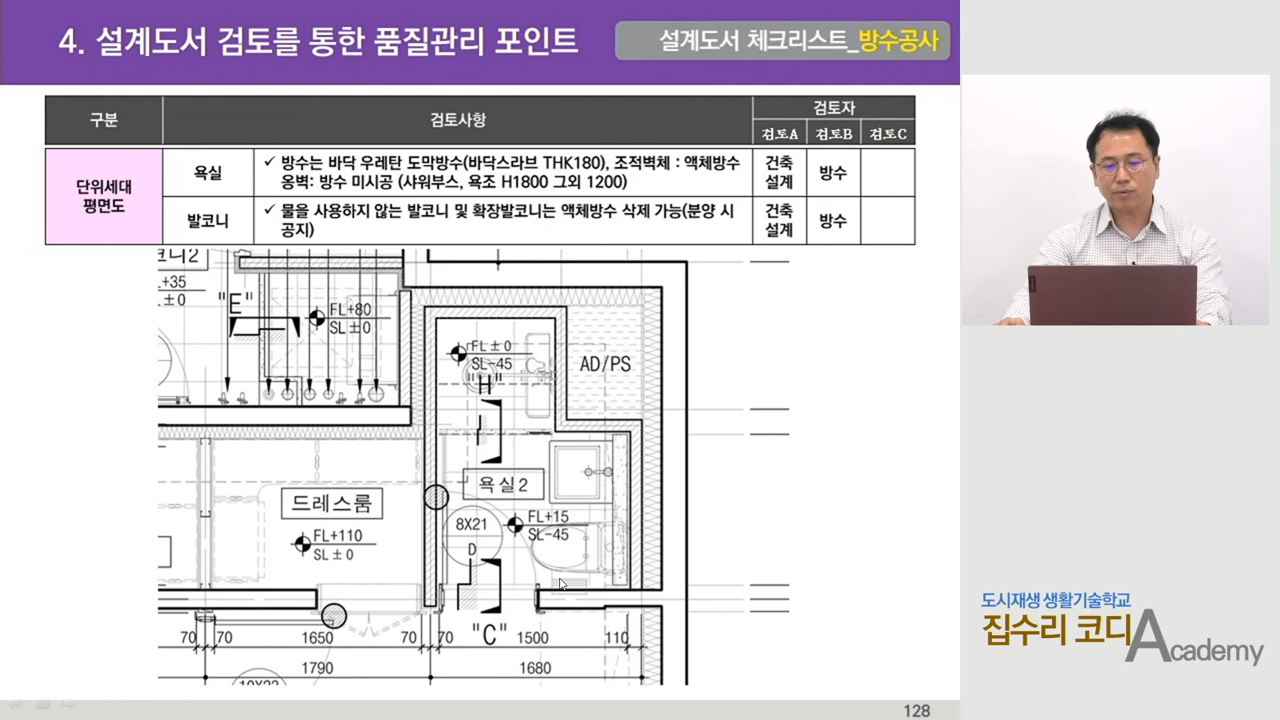 4. 설계도서 검토를 통한 품질관리 포인트
설계도서 체크리스트_방수공사
구분
검토사항
검토자
검토A
검토B
검토C
단위세대
평면도
욕실
✓ 방수는 바닥 우레탄 도막방수(바닥스라브 THK180), 조적벽체 : 액체방수
옹벽: 방수 미시공 (샤워부스, 욕조 H1800 그외 1200)
건축
설계
방수
발코니
✓ 물을 사용하지 않는 발코니 및 확장발코니는 액체방수 삭제 가능(분양 시
공지)
건축
설계
방수
코니2
+35
±0
"E"
FL+80
SL±0
FL±0
SL-45
"H"
AD/PS
욕실2
드레스룸
FL+110
SL±0
8X21
D
FL+15
SL-45
"C"
70
70
1650
70
70
1500
110
1790
1680
도시재생 생활기술학교
집수리 코디
Academy
128